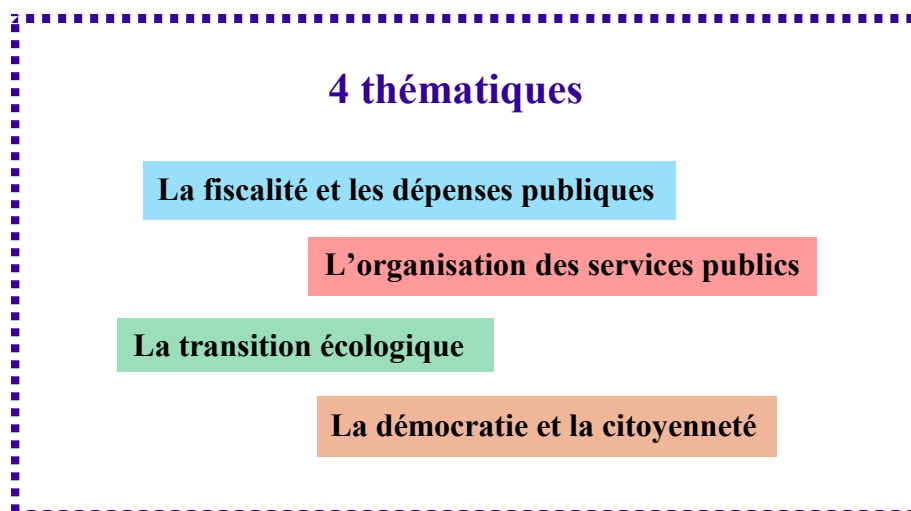 4 thématiques
La fiscalité et les dépenses publiques
L’organisation des services publics
La transition écologique
La démocratie et la citoyenneté